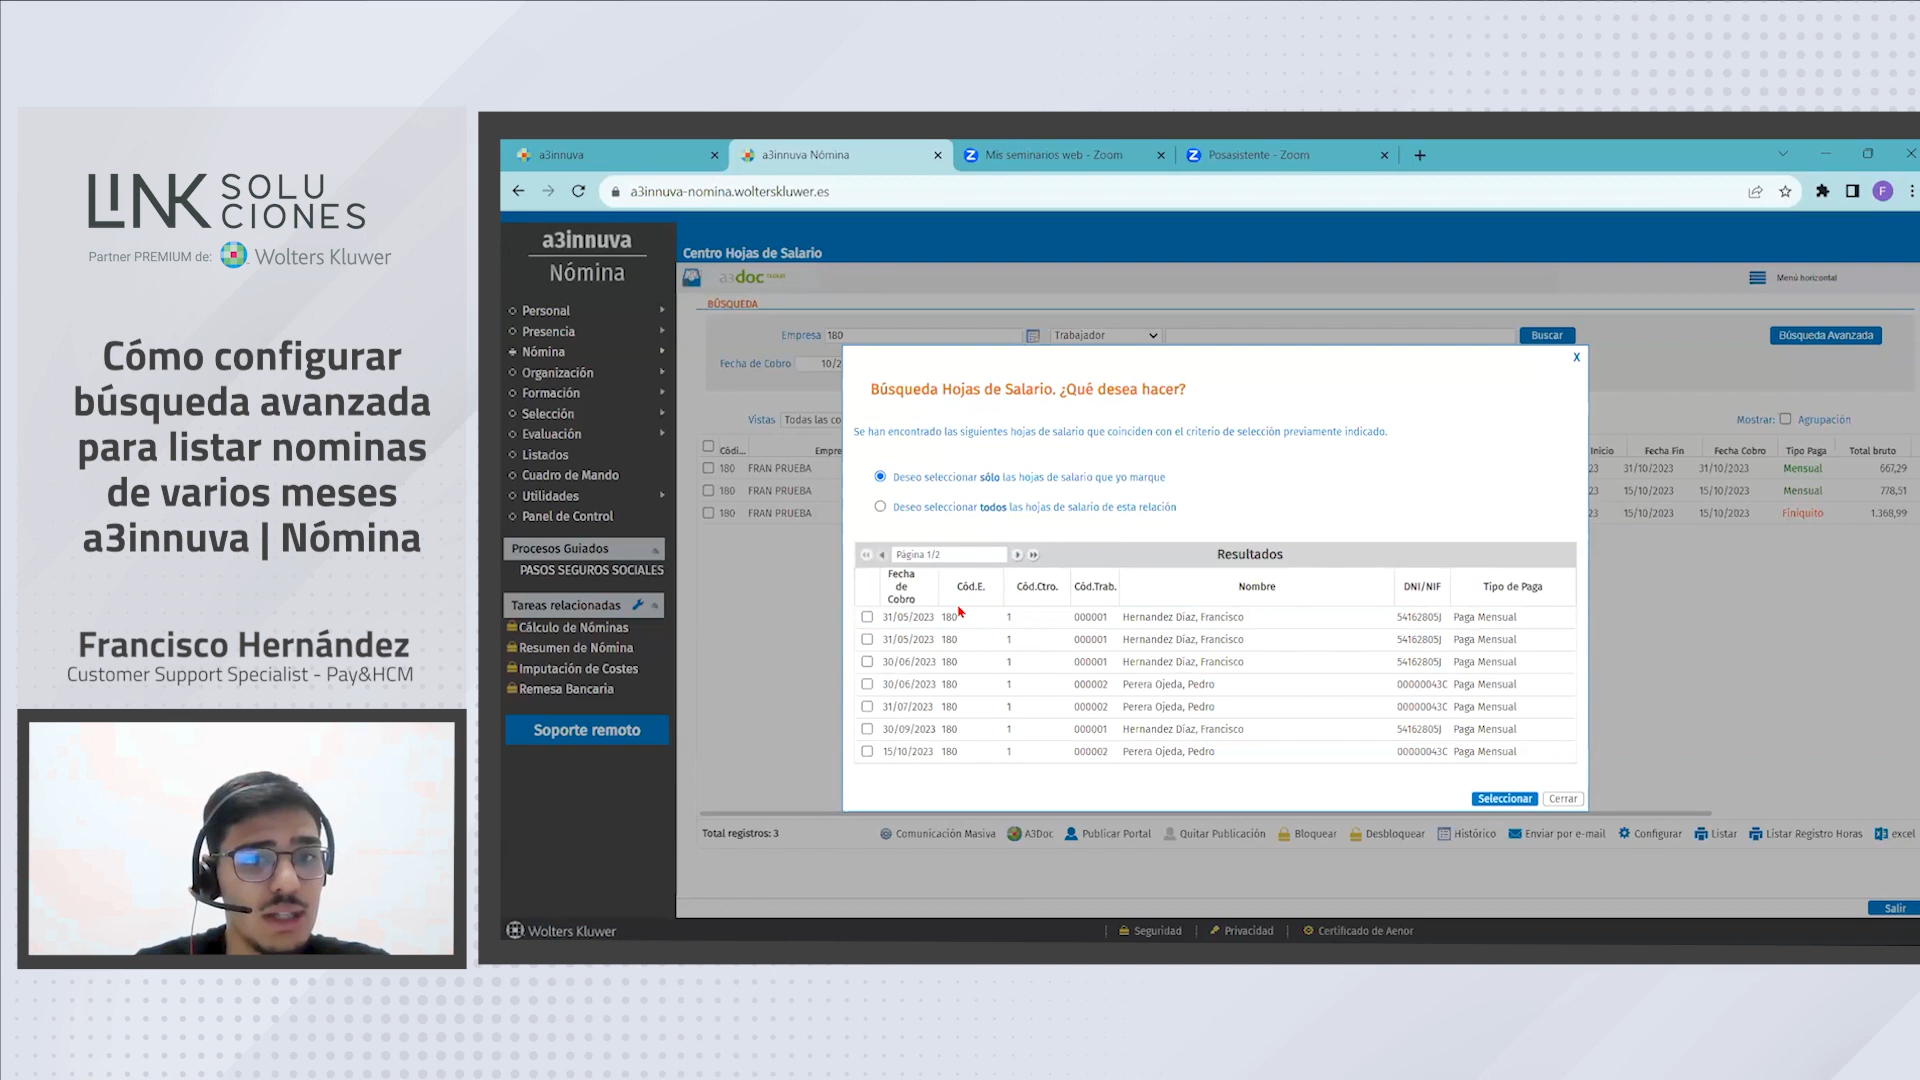 LINK SOLUCIONES
Partner PREMIUM de: Wolters Kluwer
Cómo configurar
búsqueda avanzada
para listar nominas
de varios meses
a3innuva | Nómina
Francisco Hernández
Customer Support Specialist - Pay&HCM
a3innuva
a3innuva Nómina
Mis seminarios web - Zoom
Posasistente - Zoom
a3innuva-nomina.wolterskluwer.es
F
a3innuva
Nómina
Personal
Presencia
Nómina
Organización
Formación
Selección
Evaluación
Listados
Cuadro de Mando
Utilidades
Panel de Control
Procesos Guiados
PASOS SEGUROS SOCIALES
Tareas relacionadas
Cálculo de Nóminas
Resumen de Nómina
Imputación de Costes
Remesa Bancaria
Soporte remoto
Centro Hojas de Salario
a3doc
Menú horizontal
BÚSQUEDA
Empresa 180 Trabajador Buscar Búsqueda Avanzada
Fecha de Cobro 10/2
Vistas Todas las co Mostrar: Agrupación
Códi... Empre Inicio Fecha Fin Fecha Cobro Tipo Paga Total bruto
180 FRAN PRUEBA 23 31/10/2023 31/10/2023 Mensual 667,29
180 FRAN PRUEBA 23 15/10/2023 15/10/2023 Mensual 778,51
180 FRAN PRUEBA 23 15/10/2023 15/10/2023 Finiquito 1.368,99
X
Búsqueda Hojas de Salario. ¿Qué desea hacer?
Se han encontrado las siguientes hojas de salario que coinciden con el criterio de selección previamente indicado.
Deseo seleccionar sólo las hojas de salario que yo marque
Deseo seleccionar todos las hojas de salario de esta relación
Página 1/2 Resultados
Fecha de Cobro Cód.E. Cód.Ctro. Cód.Trab. Nombre DNI/NIF Tipo de Paga
31/05/2023 180 1 000001 Hernandez Díaz, Francisco 54162805J Paga Mensual
31/05/2023 180 1 000001 Hernandez Díaz, Francisco 54162805J Paga Mensual
30/06/2023 180 1 000001 Hernandez Díaz, Francisco 54162805J Paga Mensual
30/06/2023 180 1 000002 Perera Ojeda, Pedro 00000043C Paga Mensual
31/07/2023 180 1 000002 Perera Ojeda, Pedro 00000043C Paga Mensual
30/09/2023 180 1 000001 Hernandez Díaz, Francisco 54162805J Paga Mensual
15/10/2023 180 1 000002 Perera Ojeda, Pedro 00000043C Paga Mensual
Seleccionar Cerrar
Total registros: 3 Comunicación Masiva A3Doc Publicar Portal Quitar Publicación Bloquear Desbloquear Histórico Enviar por e-mail Configurar Listar Listar Registro Horas excel
Salir
Wolters Kluwer Seguridad Privacidad Certificado de Aenor